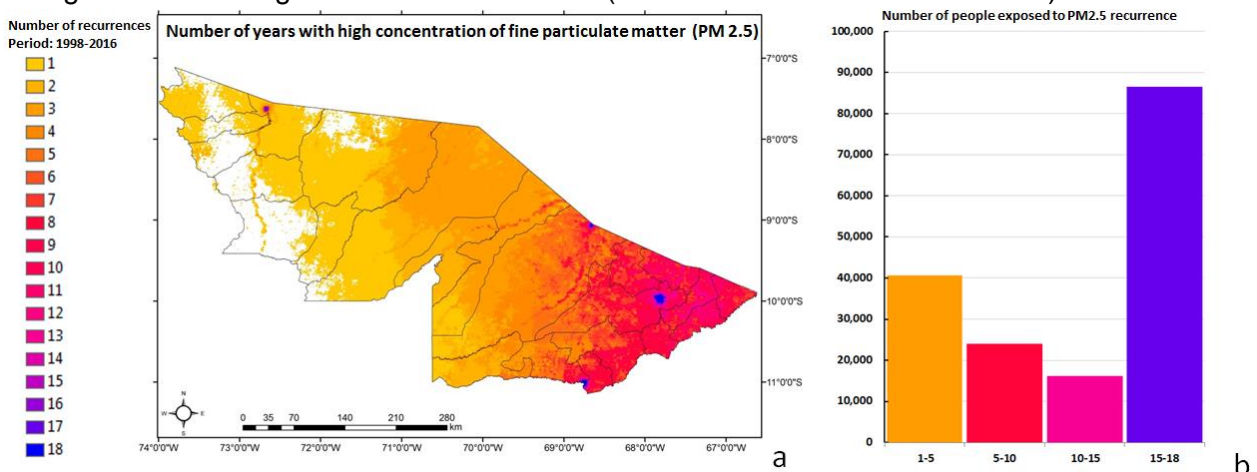 Number of recurrences
Period: 1998-2016
1
2
3
4
5
6
7
8
9
10
11
12
13
14
15
16
17
18
Number of years with high concentration of fine particulate matter (PM 2.5)
7°0'0"S
8°0'0"S
9°0'0"S
10°0'0"S
11°0'0"S
N
W E
S
0 35 70 140 210 280
km
74°0'0"W 73°0'0"W 72°0'0"W 71°0'0"W 70°0'0"W 69°0'0"W 68°0'0"W 67°0'0"W
a
Number of people exposed to PM2.5 recurrence
100,000
90,000
80,000
70,000
60,000
50,000
40,000
30,000
20,000
10,000
0
1-5 5-10 10-15 15-18
b